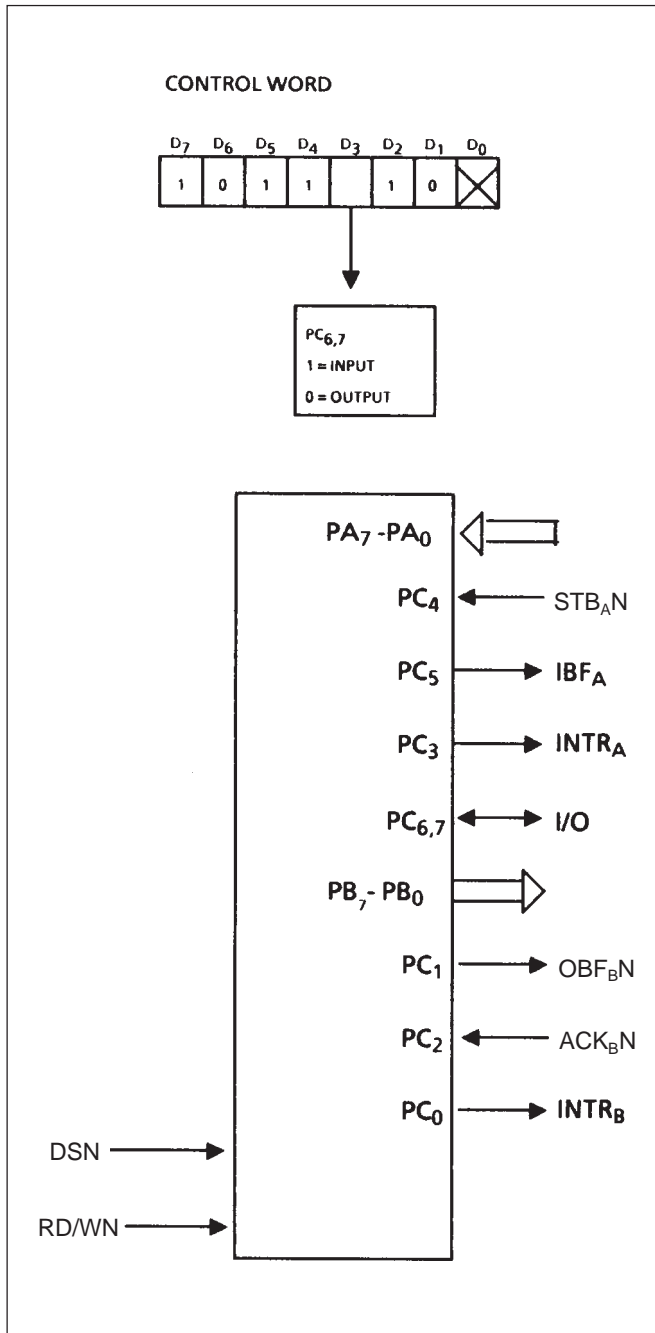 CONTROL WORD
D7 D6 D5 D4 D3 D2 D1 D0
1 0 1 1 1 0
PC6,7
1 = INPUT
0 = OUTPUT
PA7 -PA0
PC4 STBAN
PC5 IBFA
PC3 INTRA
PC6,7 I/O
PB7- PB0
PC1 OBFBN
PC2 ACKBN
PC0 INTRB
DSN
RD/WN